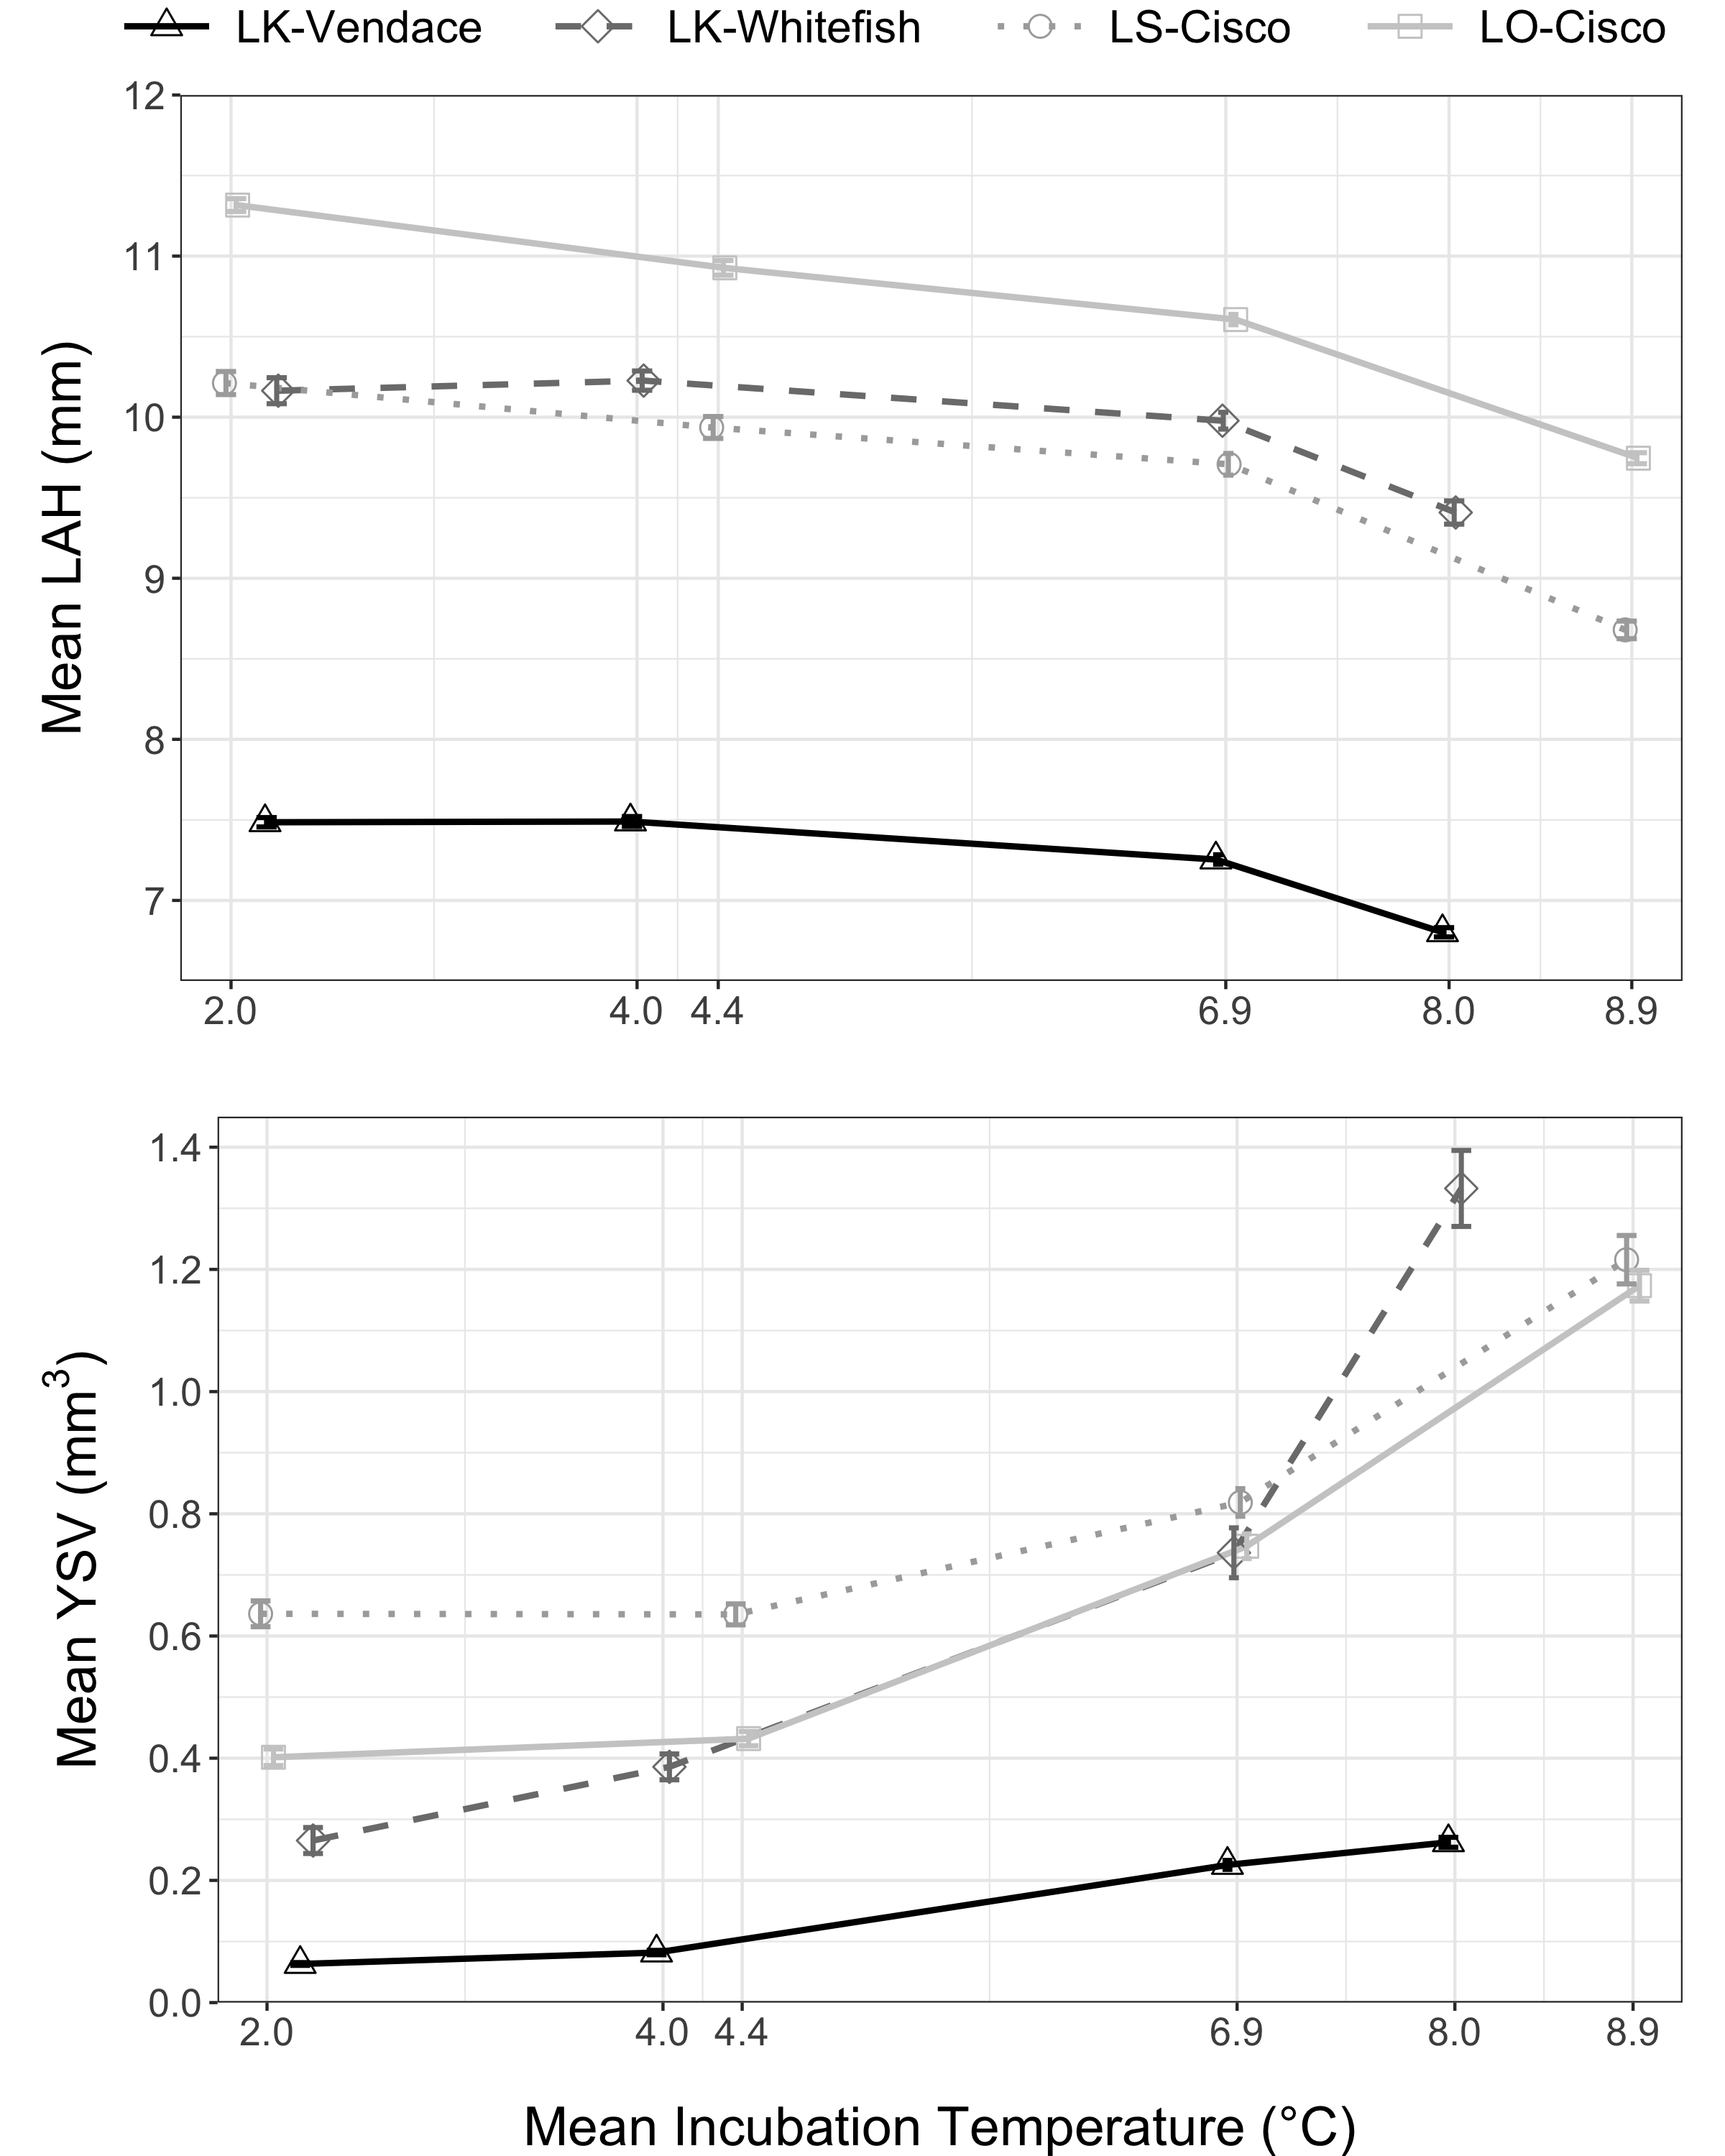 LK-Vendace LK-Whitefish LS-Cisco LO-Cisco
12
11
10
9
8
7
Mean LAH (mm)
2.0 4.0 4.4 6.9 8.0 8.9
1.4
1.2
1.0
0.8
0.6
0.4
0.2
0.0
Mean YSV (mm³)
2.0 4.0 4.4 6.9 8.0 8.9
Mean Incubation Temperature (°C)